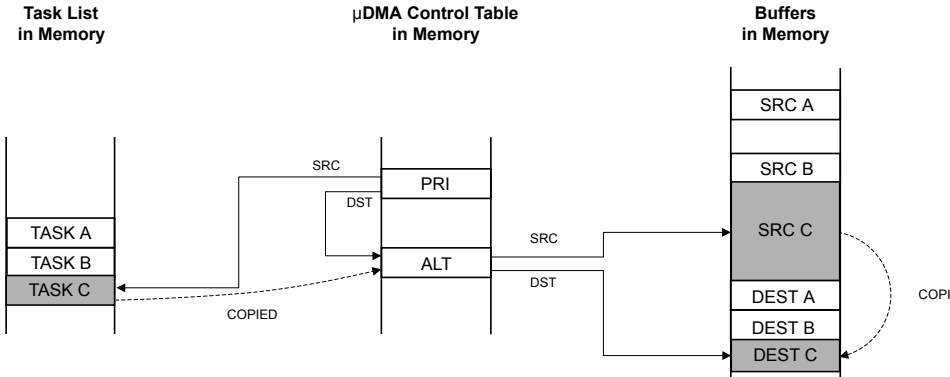 Task List
in Memory
µDMA Control Table
in Memory
Buffers
in Memory
SRC A
SRC B
SRC
PRI
DST
TASK A
SRC C
SRC
TASK B
ALT
TASK C
DST
DEST A
COPI
COPIED
DEST B
DEST C